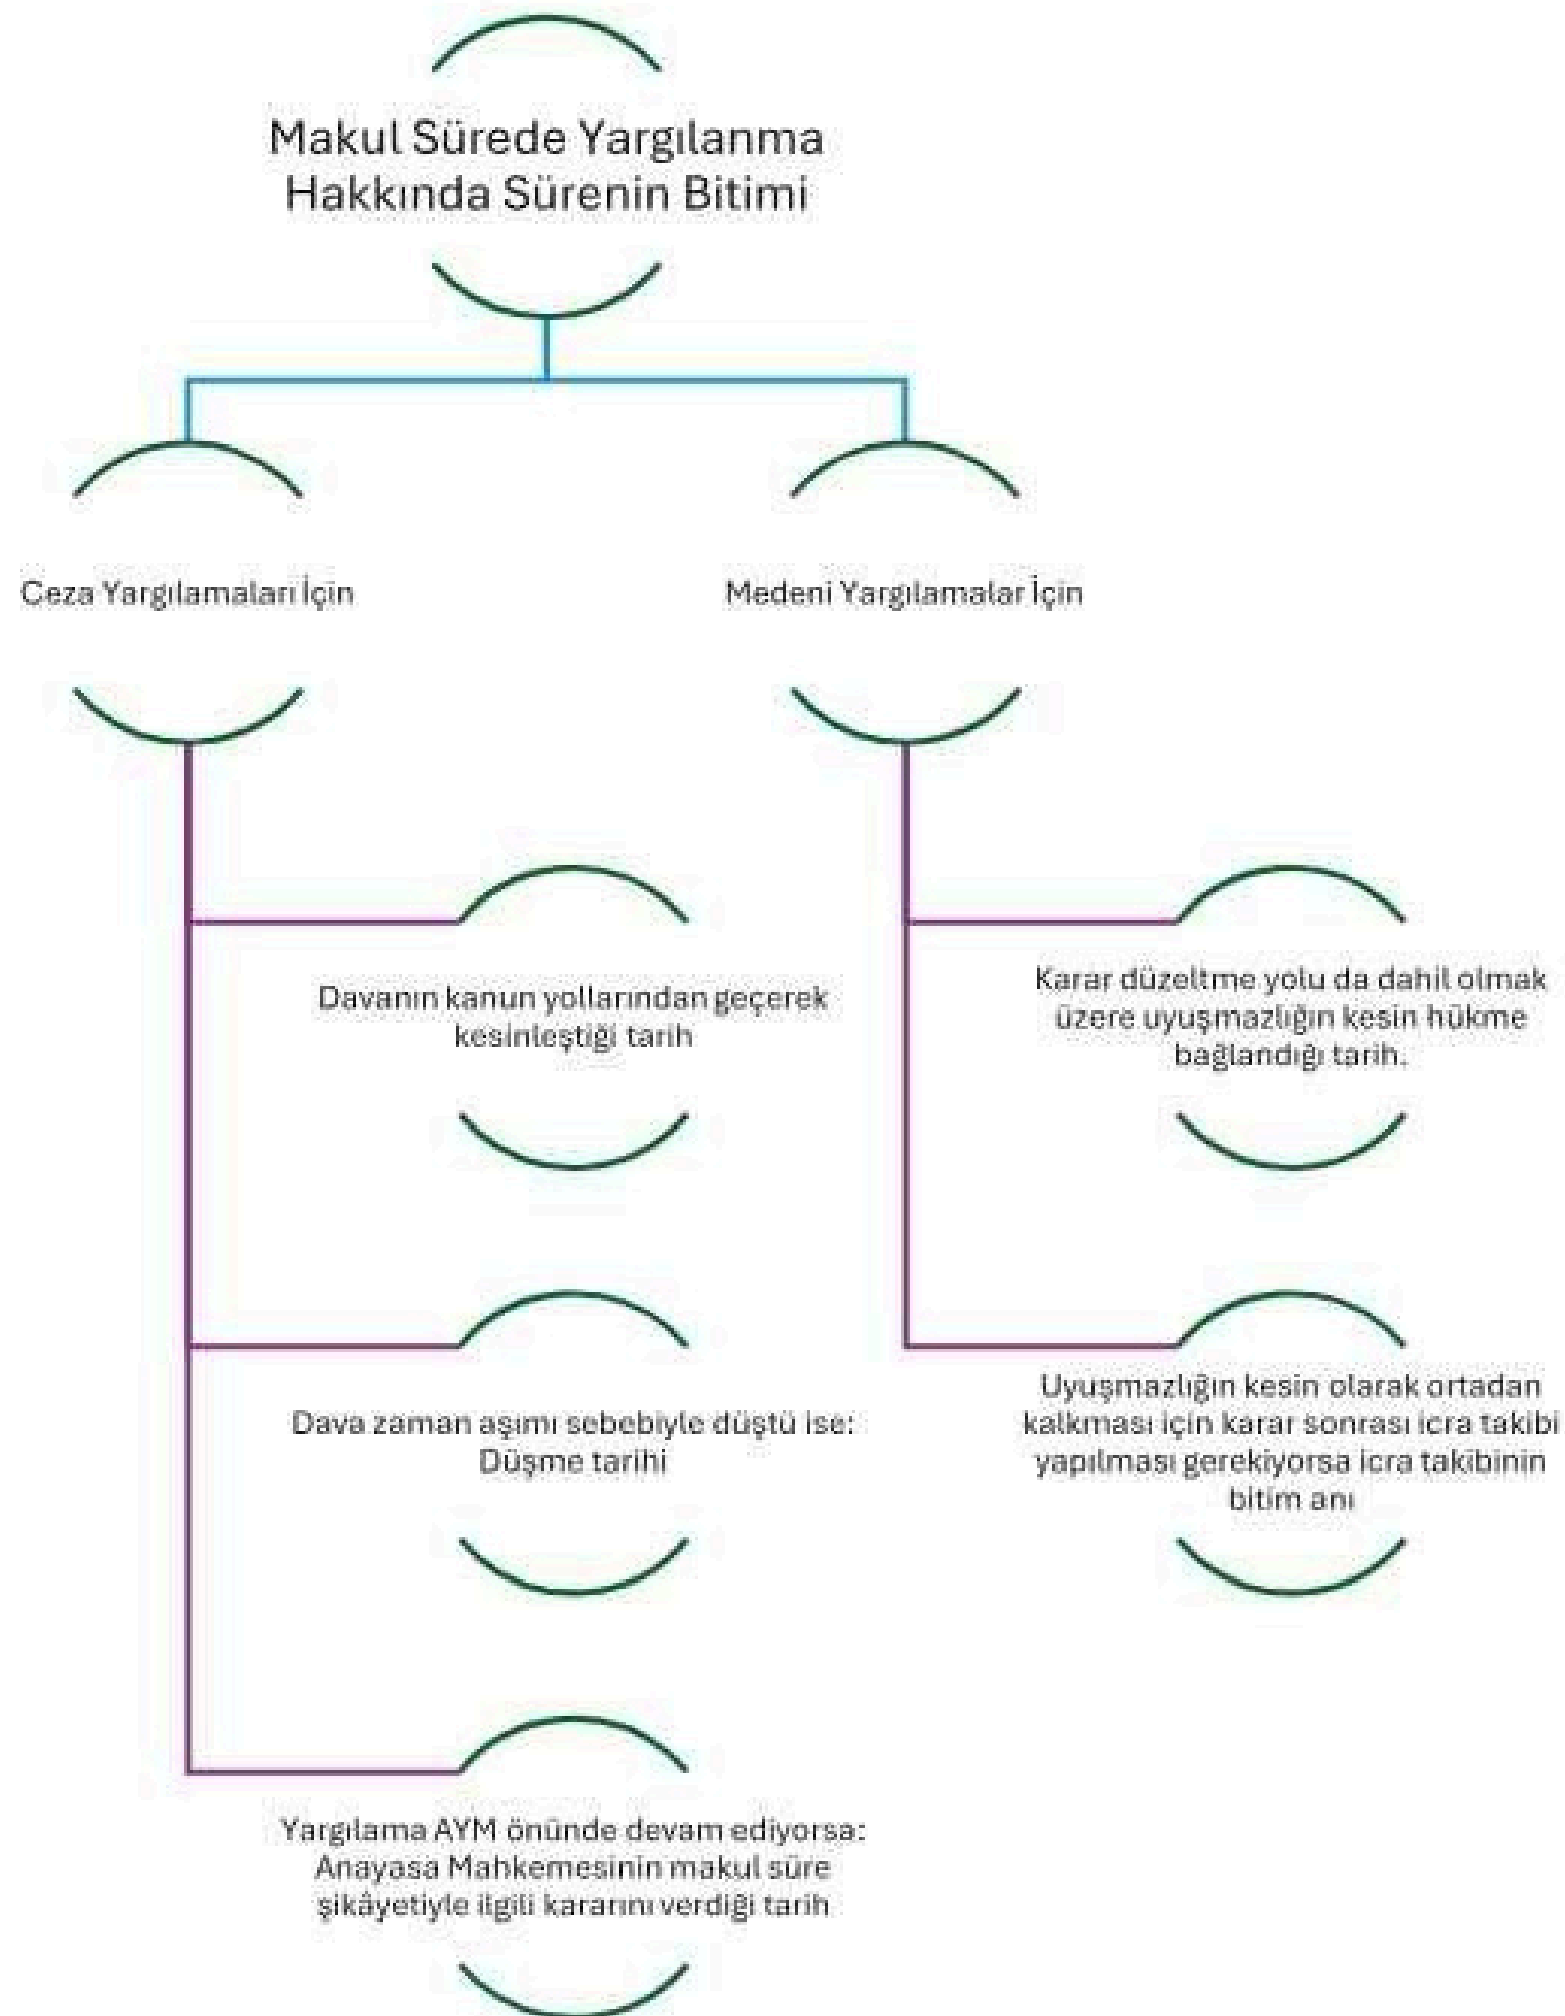 Makul Sürede Yargılanma
Hakkında Sürenin Bitimi
Ceza Yargılamaları İçin
Medeni Yargılamalar İçin
Davanın kanun yollarından geçerek
kesinleştiği tarih
Karar düzeltme yolu da dahil olmak
üzere uyuşmazlığın kesin hükme
bağlandığı tarih.
Dava zaman aşımı sebebiyle düştü ise:
Düşme tarihi
Uyuşmazlığın kesin olarak ortadan
kalkması için karar sonrası icra takibi
yapılması gerekiyorsa icra takibinin
bitim anı
Yargılama AYM önünde devam ediyorsa:
Anayasa Mahkemesinin makul süre
şikâyetiyle ilgili kararını verdiği tarih